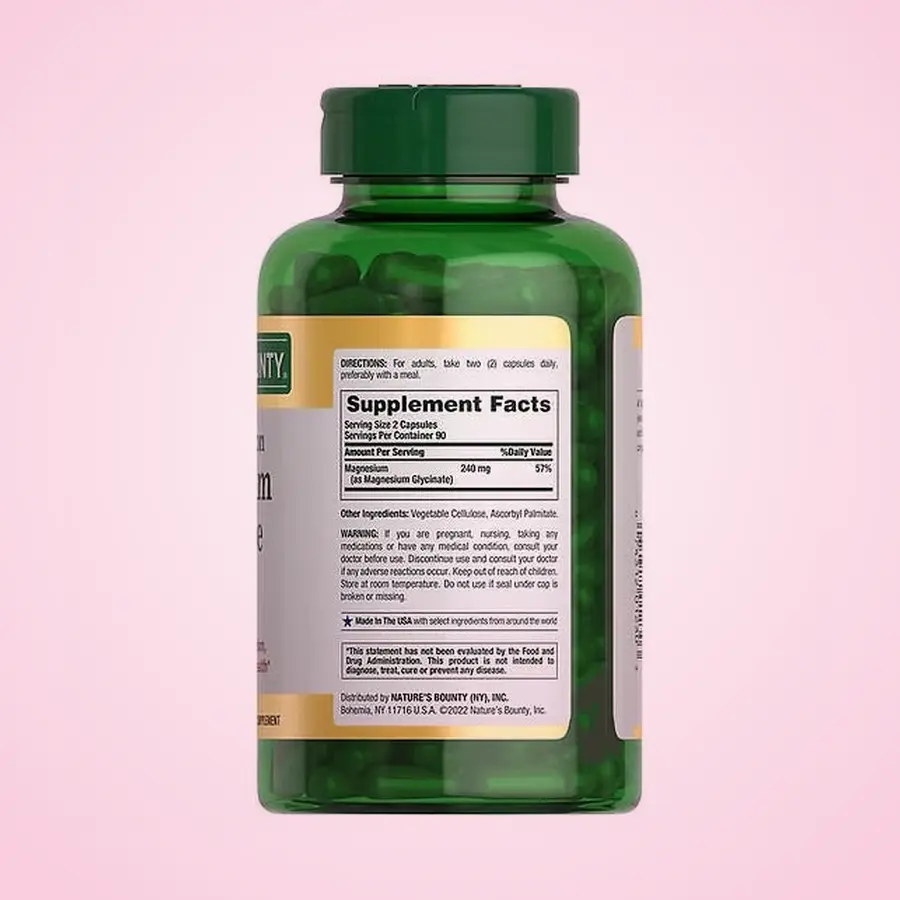 DIRECTIONS: For adults, take two (2) capsules daily,
preferably with a meal.
Supplement Facts
Serving Size 2 Capsules
Servings Per Container 90
Amount Per Serving %Daily Value
Magnesium 240 mg 57%
(as Magnesium Glycinate)
Other Ingredients: Vegetable Cellulose, Ascorbyl Palmitate.
WARNING: If you are pregnant, nursing, taking any
medications or have any medical condition, consult your
doctor before use. Discontinue use and consult your doctor
if any adverse reactions occur. Keep out of reach of children.
Store at room temperature. Do not use if seal under cap is
broken or missing.
Made In The USA with select ingredients from around the world
*This statement has not been evaluated by the Food and
Drug Administration. This product is not intended to
diagnose, treat, cure or prevent any disease.
Distributed by NATURE'S BOUNTY (NY), INC.
Bohemia, NY 11716 U.S.A. ©2022 Nature's Bounty, Inc.